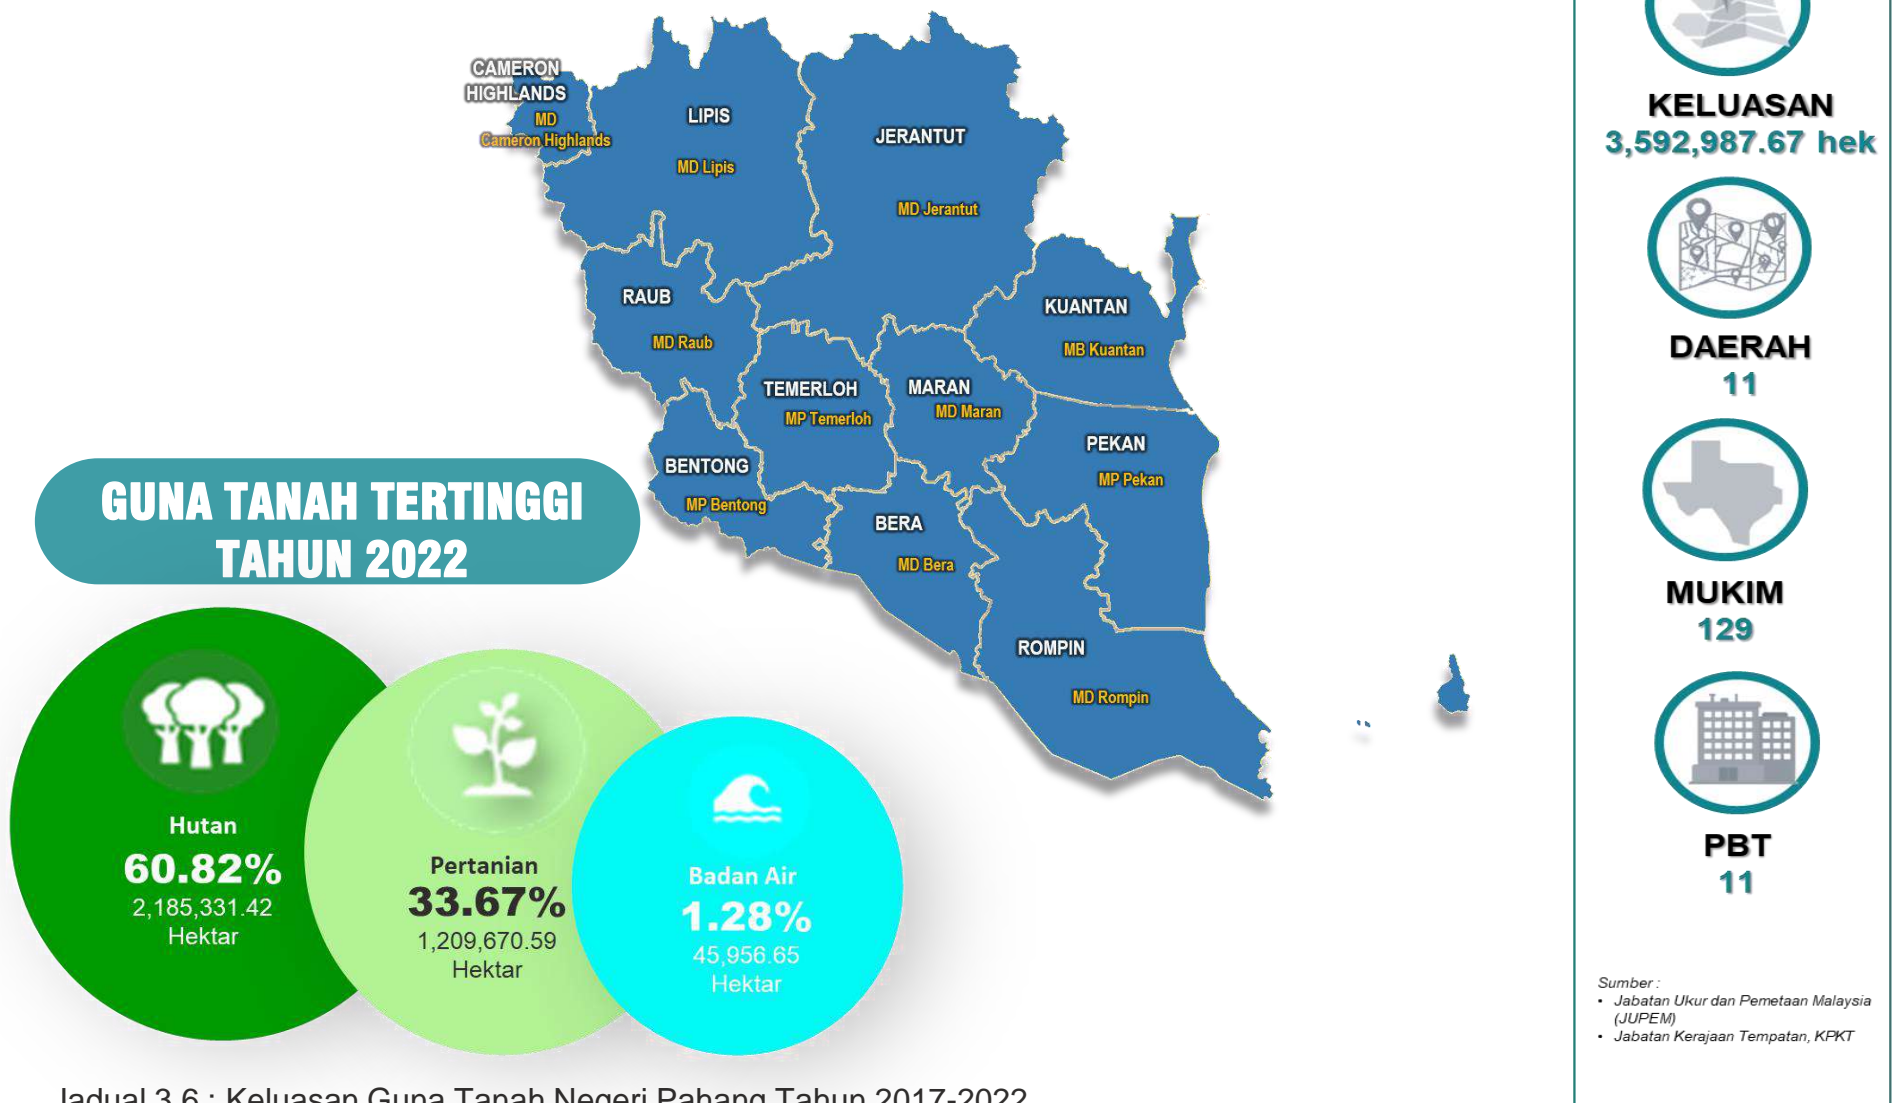 CAMERON
HIGHLANDS
MD
Cameron Highlands
LIPIS
MD Lipis
JERANTUT
MD Jerantut
RAUB
MD Raub
KUANTAN
MB Kuantan
TEMERLOH
MP Temerloh
MARAN
MD Maran
PEKAN
MP Pekan
BENTONG
MP Bentong
BERA
MD Bera
ROMPIN
MD Rompin
GUNA TANAH TERTINGGI
TAHUN 2022
Hutan
60.82%
2,185,331.42
Hektar
Pertanian
33.67%
1,209,670.59
Hektar
Badan Air
1.28%
45,956.65
Hektar
KELUASAN
3,592,987.67 hek
DAERAH
11
MUKIM
129
PBT
11
Sumber :
• Jabatan Ukur dan Pemetaan Malaysia
(JUPEM)
• Jabatan Kerajaan Tempatan, KPKT
Jadual 3.6 : Keluasan Guna Tanah Negeri Pahang Tahun 2017-2022